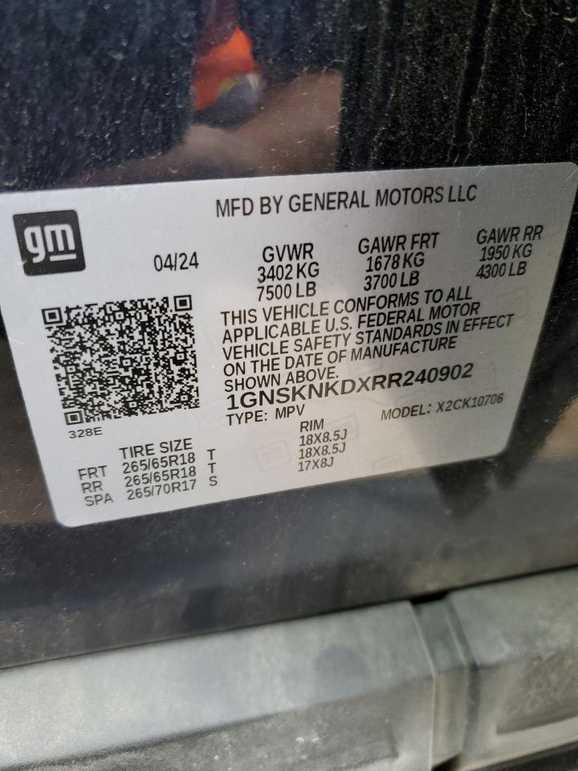 gm
MFD BY GENERAL MOTORS LLC
04/24
GVWR GAWR FRT GAWR RR
3402 KG 1678 KG 1950 KG
7500 LB 3700 LB 4300 LB
THIS VEHICLE CONFORMS TO ALL
APPLICABLE U.S. FEDERAL MOTOR
VEHICLE SAFETY STANDARDS IN EFFECT
ON THE DATE OF MANUFACTURE
SHOWN ABOVE.
1GNSKNKDXRR240902
TYPE: MPV MODEL: X2CK10706
328E
TIRE SIZE RIM
FRT 265/65R18 T 18X8.5J
RR 265/65R18 T 18X8.5J
SPA 265/70R17 S 17X8J